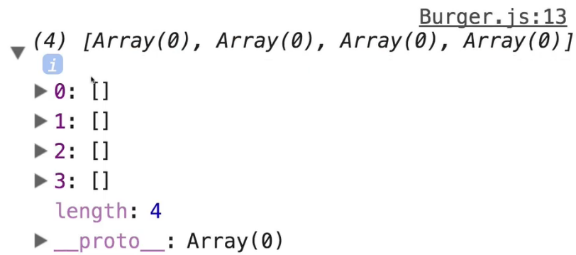 Burger.js:13
(4) [Array(0), Array(0), Array(0), Array(0)]
i
0: []
1: []
2: []
3: []
length: 4
__proto__: Array(0)